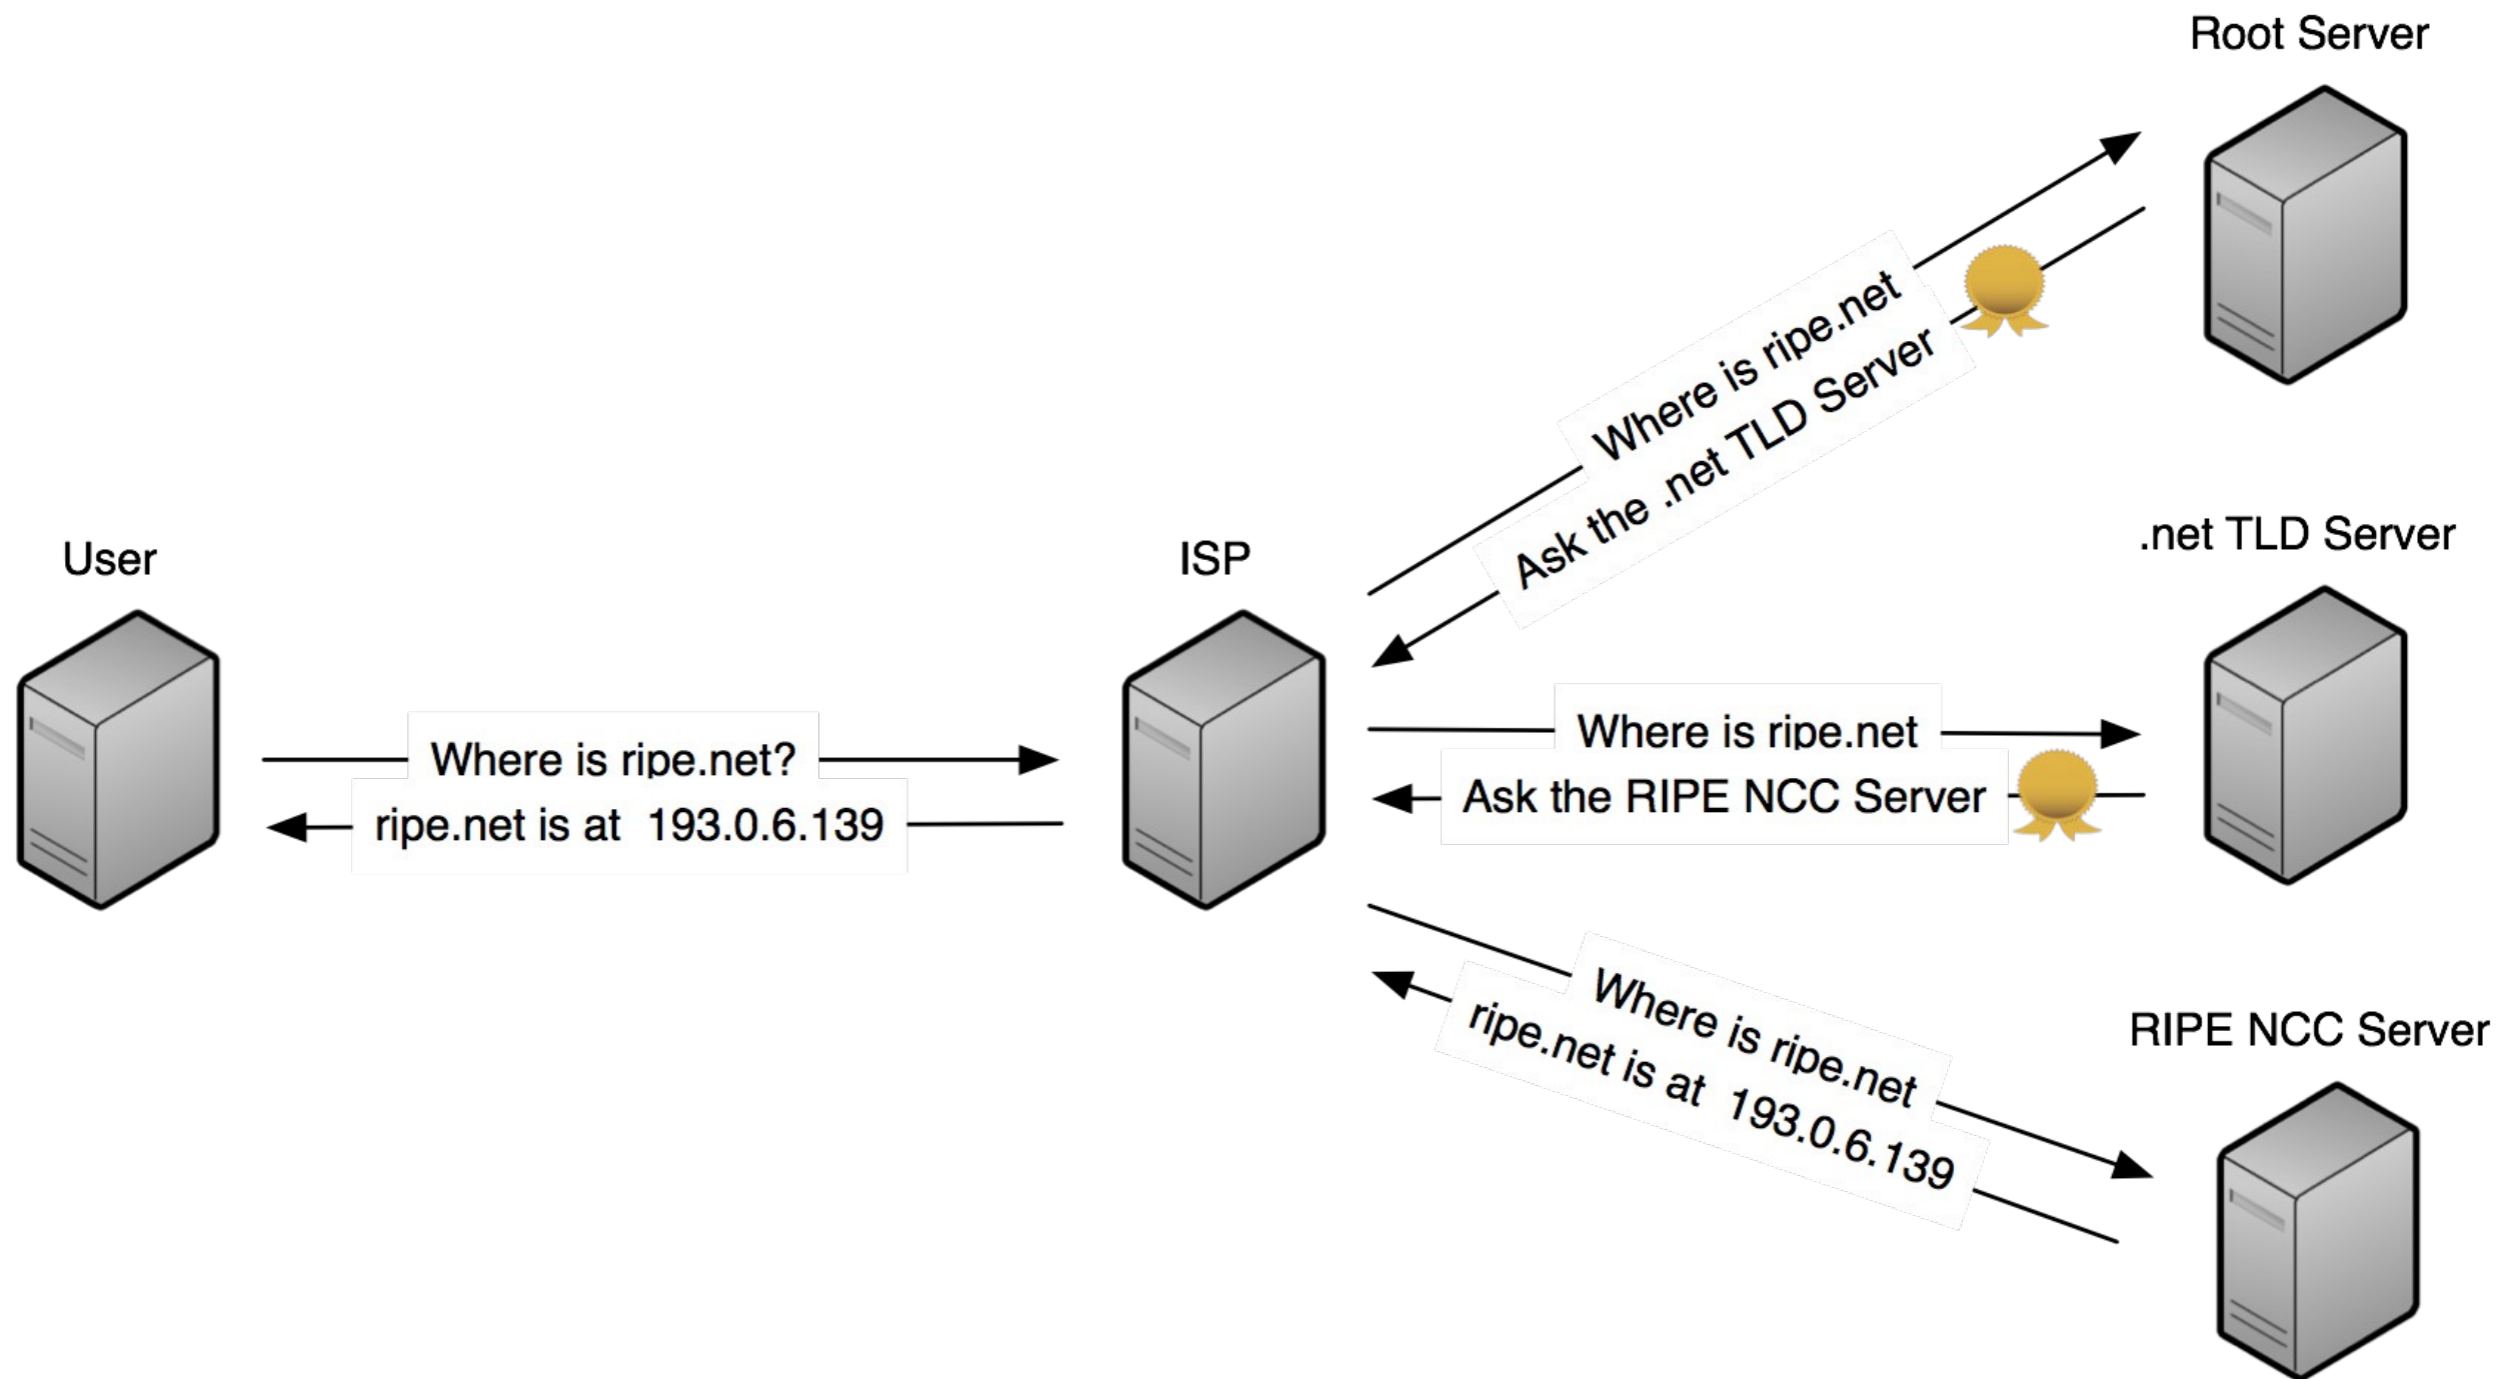 Root Server
Where is ripe.net
Ask the .net TLD Server
User
ISP
.net TLD Server
Where is ripe.net?
ripe.net is at  193.0.6.139
Where is ripe.net
Ask the RIPE NCC Server
RIPE NCC Server
Where is ripe.net
ripe.net is at  193.0.6.139